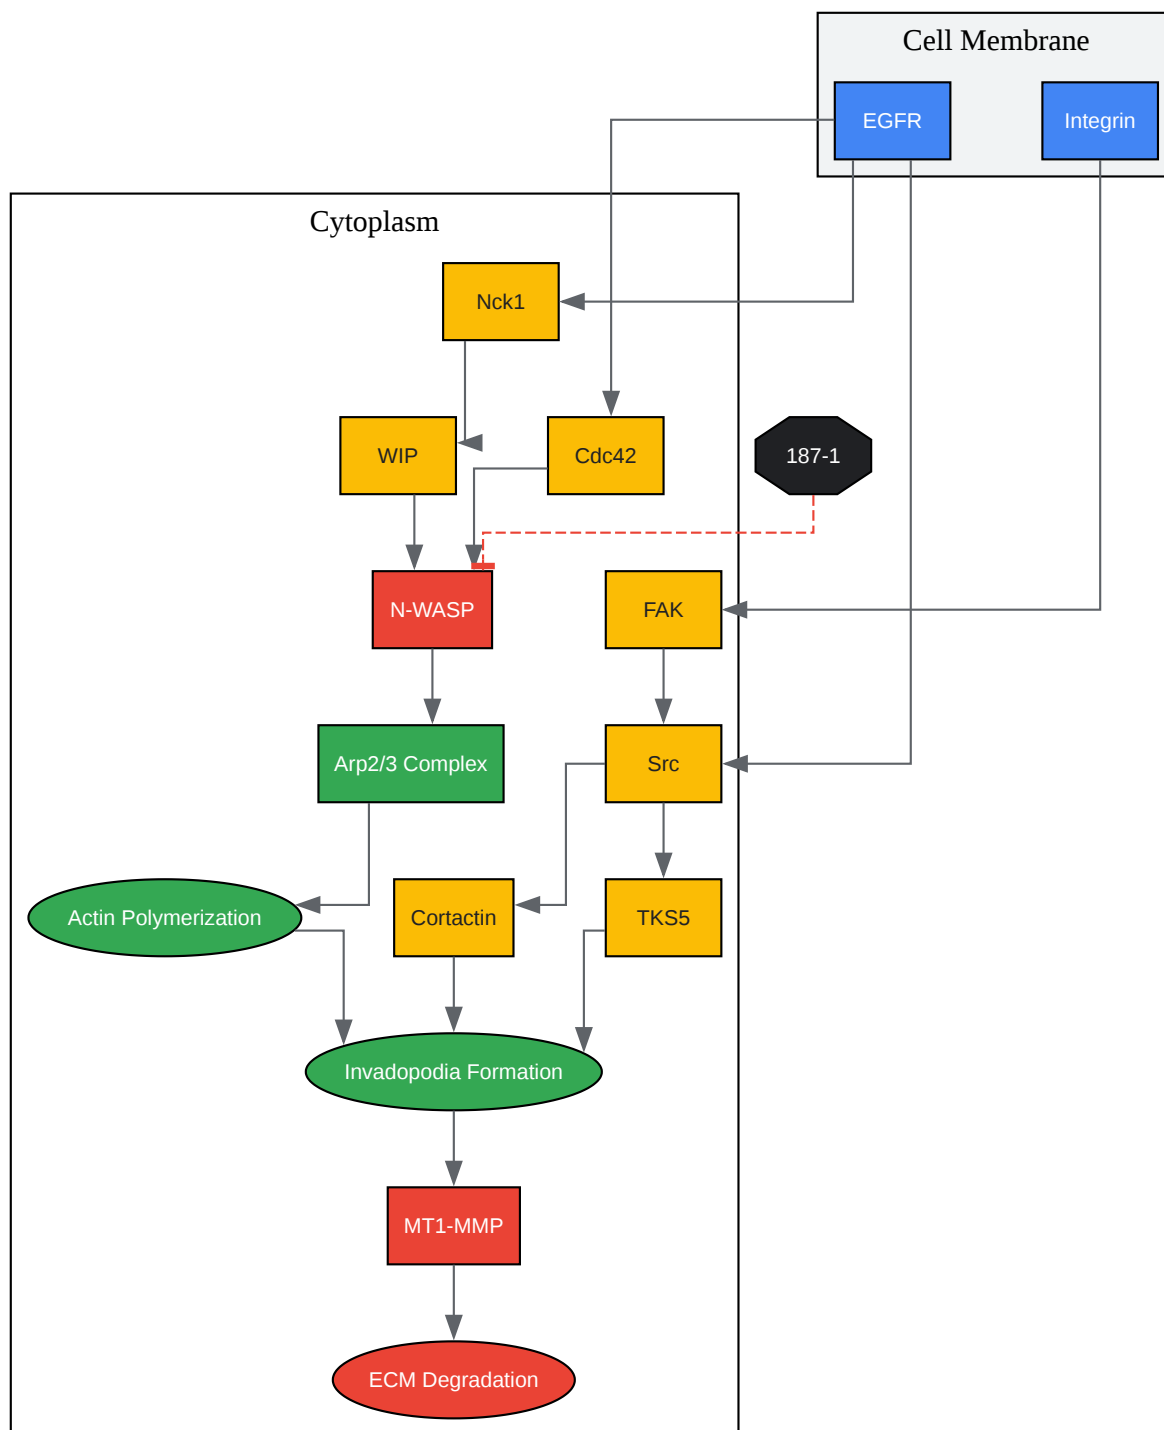 Cell Membrane
EGFR
Integrin
Cytoplasm
Nck1
WIP
Cdc42
187-1
N-WASP
FAK
Arp2/3 Complex
Src
Actin Polymerization
Cortactin
TKS5
Invadopodia Formation
MT1-MMP
ECM Degradation